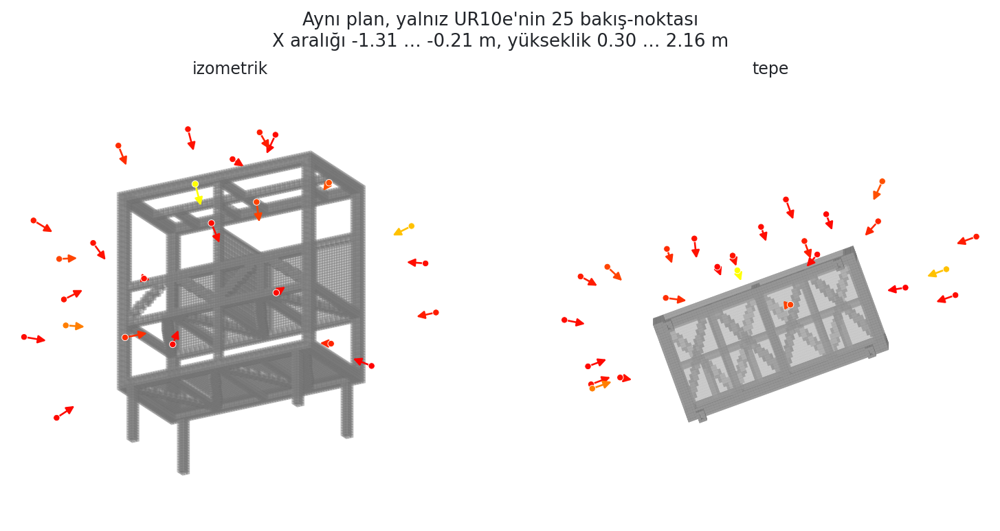 Aynı plan, yalnız UR10e'nin 25 bakış-noktası
X aralığı -1.31 ... -0.21 m, yükseklik 0.30 ... 2.16 m
izometrik
tepe